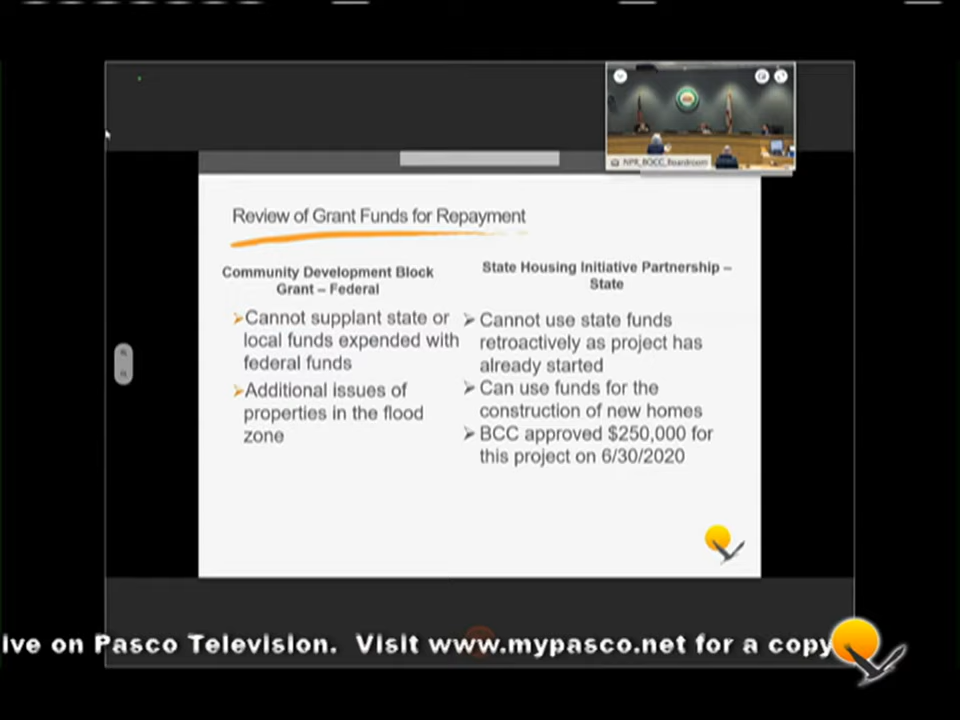 NPR_BOCC_Boardroom
Review of Grant Funds for Repayment
Community Development Block
Grant – Federal
➢Cannot supplant state or
local funds expended with
federal funds
➢Additional issues of
properties in the flood
zone
State Housing Initiative Partnership –
State
➢ Cannot use state funds
retroactively as project has
already started
➢ Can use funds for the
construction of new homes
➢ BCC approved $250,000 for
this project on 6/30/2020
ive on Pasco Television. Visit www.mypasco.net for a copy